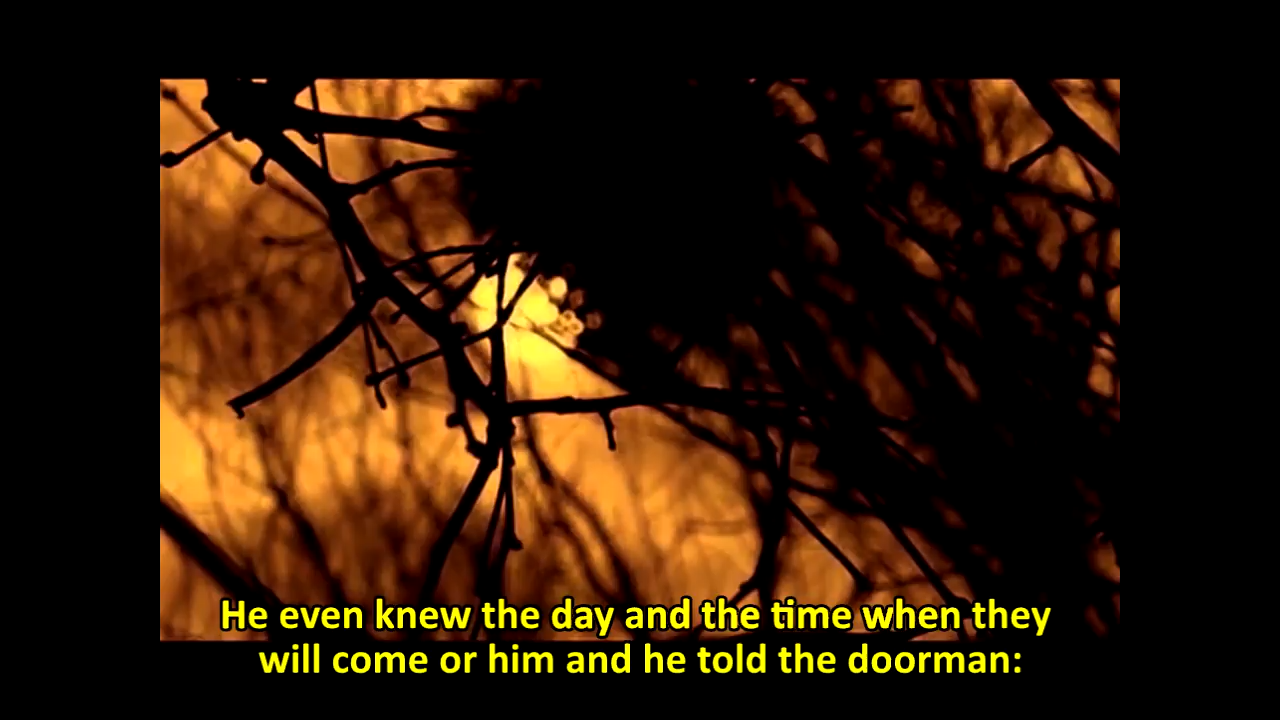 He even knew the day and the time when they
will come or him and he told the doorman: